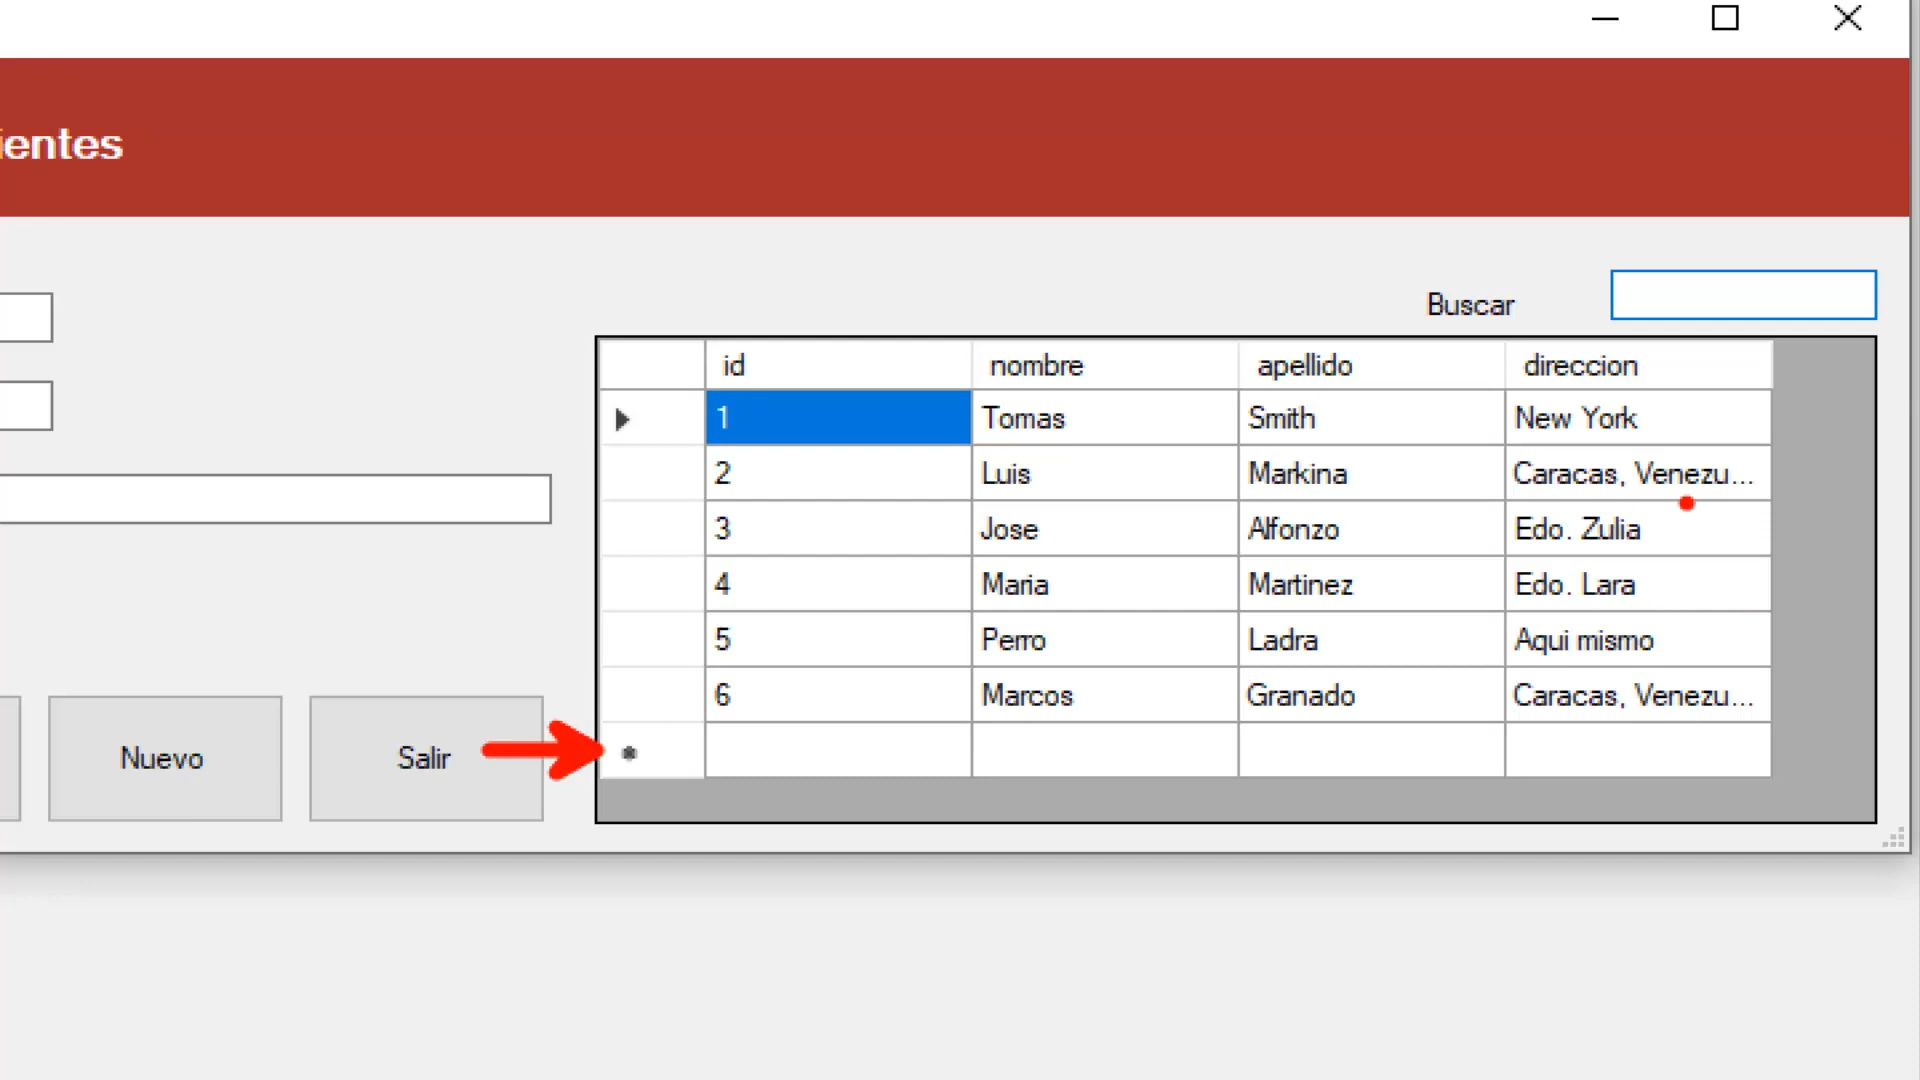 ientes
Buscar
id nombre apellido direccion
1 Tomas Smith New York
2 Luis Markina Caracas, Venezu...
3 Jose Alfonzo Edo. Zulia
4 Maria Martinez Edo. Lara
5 Perro Ladra Aqui mismo
6 Marcos Granado Caracas, Venezu...
Nuevo Salir